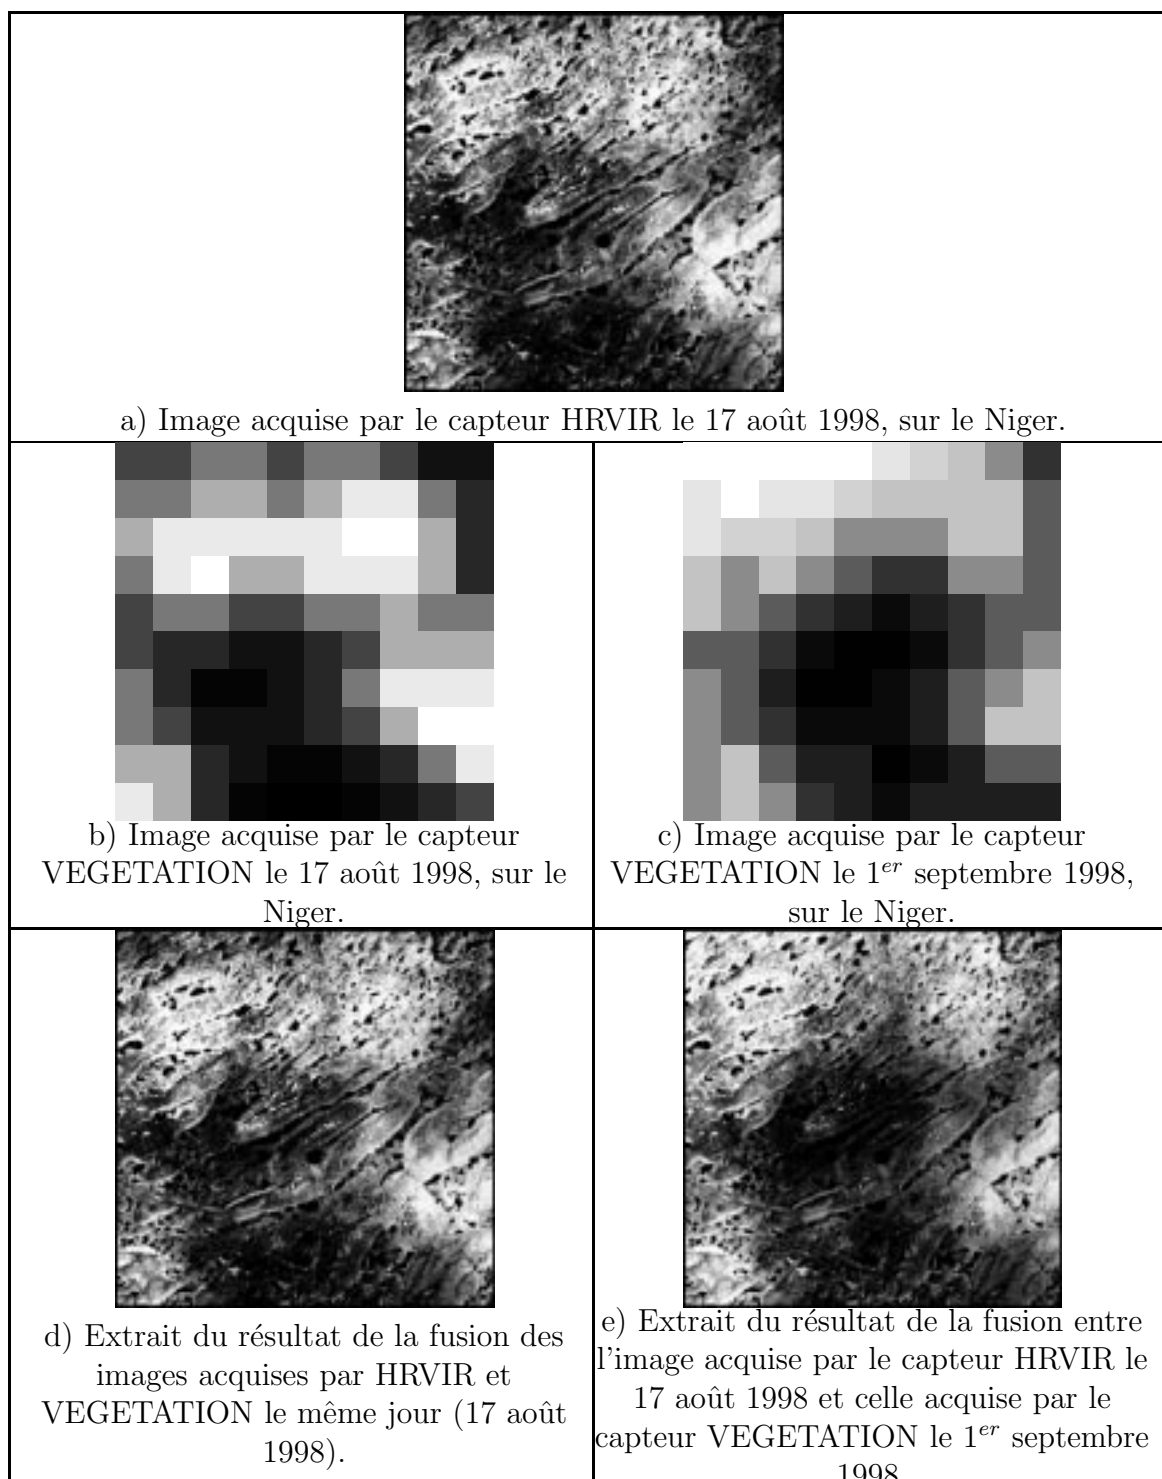 a) Image acquise par le capteur HRVIR le 17 août 1998, sur le Niger.
b) Image acquise par le capteur
VEGETATION le 17 août 1998, sur le
Niger.
c) Image acquise par le capteur
VEGETATION le 1er septembre 1998,
sur le Niger.
d) Extrait du résultat de la fusion des
images acquises par HRVIR et
VEGETATION le même jour (17 août
1998).
e) Extrait du résultat de la fusion entre
l'image acquise par le capteur HRVIR le
17 août 1998 et celle acquise par le
capteur VEGETATION le 1er septembre
1998